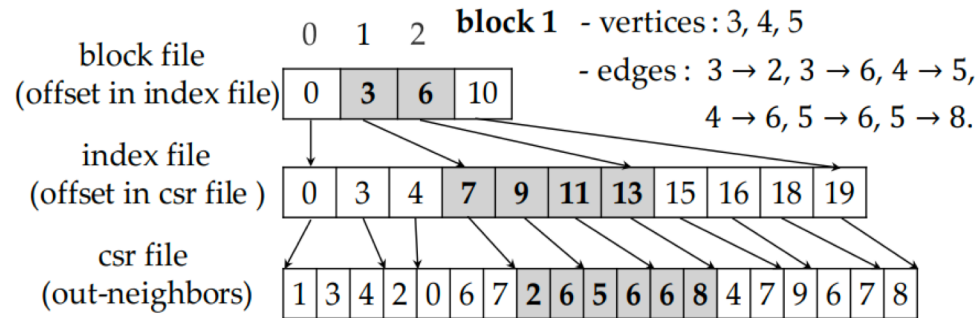 0 1 2 block 1 - vertices : 3, 4, 5
block file
(offset in index file) 0 3 6 10
- edges : 3 → 2, 3 → 6, 4 → 5,
4 → 6, 5 → 6, 5 → 8.
index file
(offset in csr file ) 0 3 4 7 9 11 13 15 16 18 19
csr file
(out-neighbors) 1 3 4 2 0 6 7 2 6 5 6 6 8 4 7 9 6 7 8